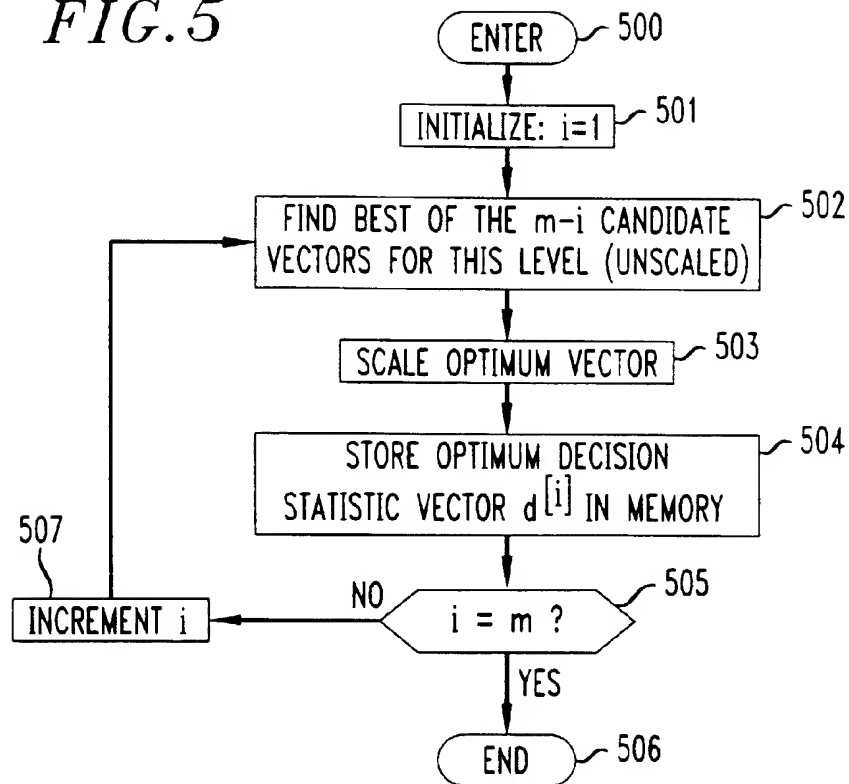 FIG. 5
ENTER
500
INITIALIZE: i=1
501
FIND BEST OF THE m-i CANDIDATE
VECTORS FOR THIS LEVEL (UNSCALED)
502
SCALE OPTIMUM VECTOR
503
STORE OPTIMUM DECISION
STATISTIC VECTOR d[i] IN MEMORY
504
i = m ?
505
NO
507
INCREMENT i
YES
END
506